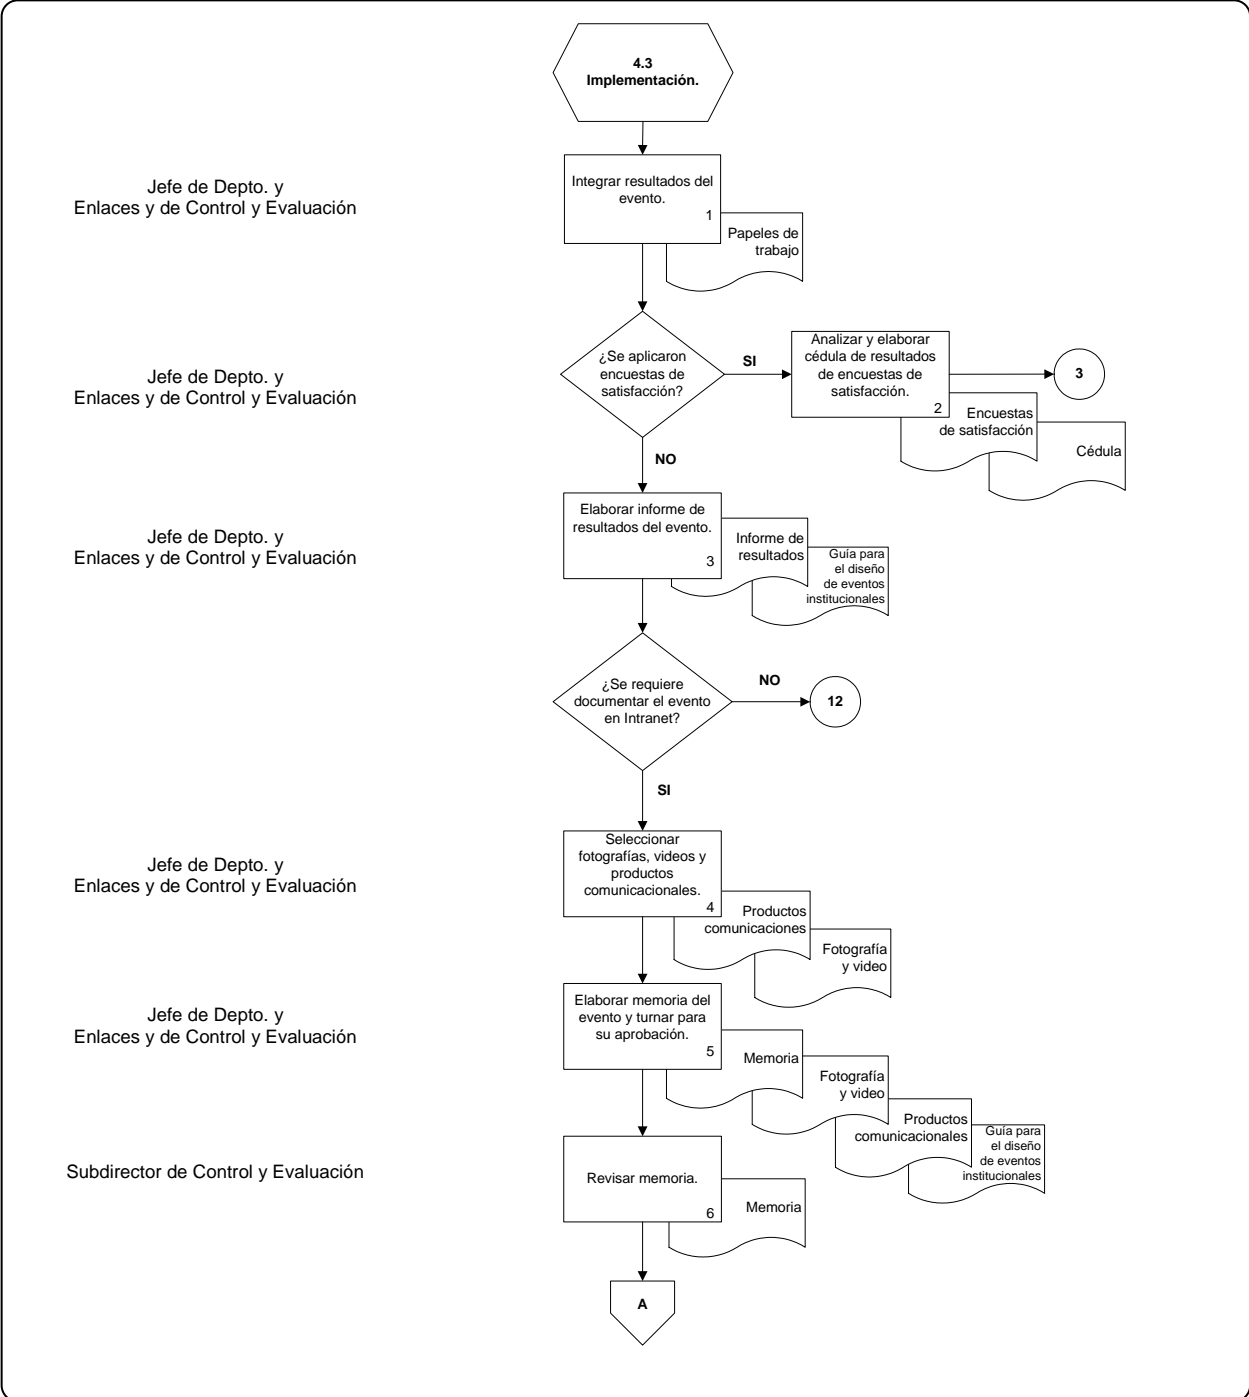 4.3
Implementación.
Jefe de Depto. y
Enlaces y de Control y Evaluación
Integrar resultados del
evento.
1
Papeles de
trabajo
Jefe de Depto. y
Enlaces y de Control y Evaluación
¿Se aplicaron
encuestas de
satisfacción?
SI
Analizar y elaborar
cédula de resultados
de encuestas de
satisfacción.
2
3
Encuestas
de satisfacción
Cédula
NO
Jefe de Depto. y
Enlaces y de Control y Evaluación
Elaborar informe de
resultados del evento.
3
Informe de
resultados
Guía para
el diseño
de eventos
institucionales
¿Se requiere
documentar el evento
en Intranet?
NO
12
SI
Jefe de Depto. y
Enlaces y de Control y Evaluación
Seleccionar
fotografías, videos y
productos
comunicacionales.
4
Productos
comunicaciones
Fotografía
y video
Jefe de Depto. y
Enlaces y de Control y Evaluación
Elaborar memoria del
evento y turnar para
su aprobación.
5
Memoria
Fotografía
y video
Productos
comunicacionales
Guía para
el diseño
de eventos
institucionales
Subdirector de Control y Evaluación
Revisar memoria.
6
Memoria
A